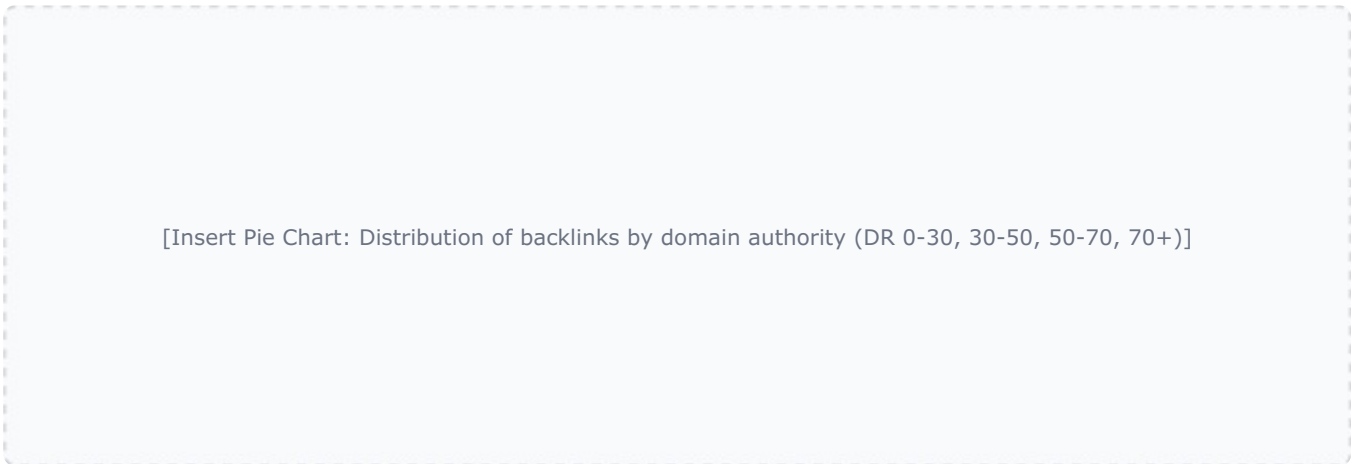 [Insert Pie Chart: Distribution of backlinks by domain authority (DR 0-30, 30-50, 50-70, 70+)]